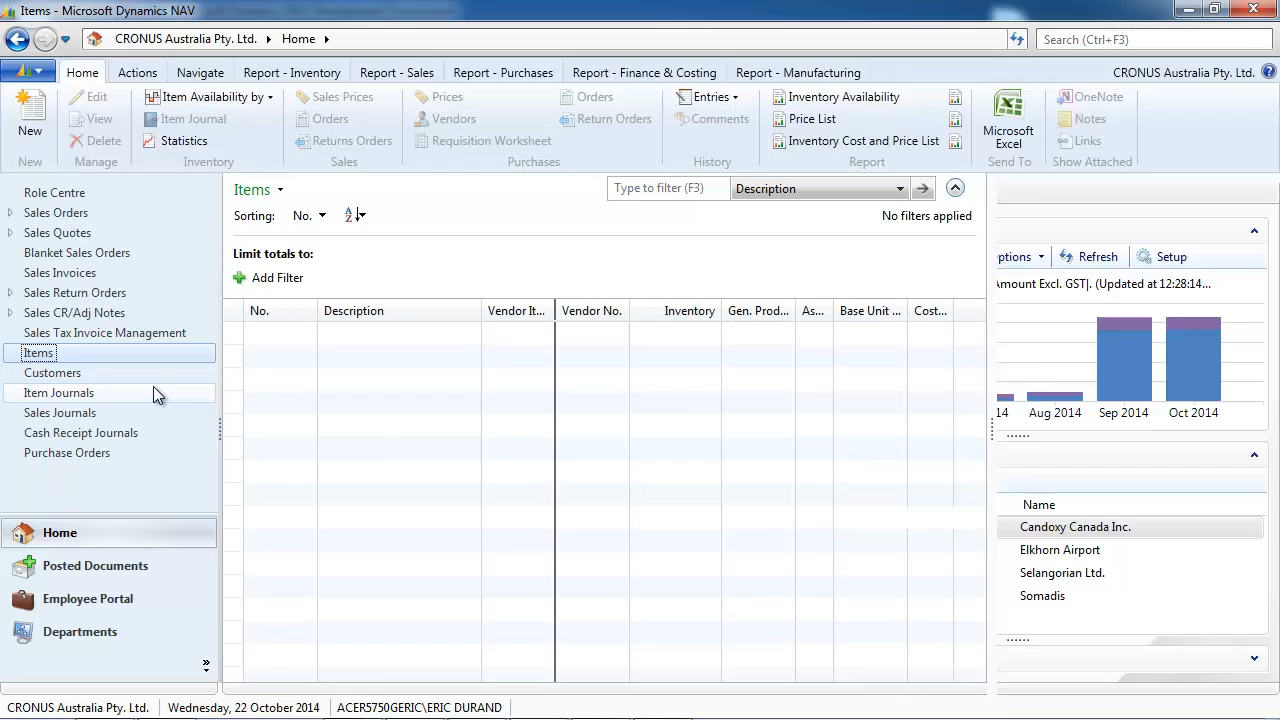 Items - Microsoft Dynamics NAV
CRONUS Australia Pty. Ltd. Home
Search (Ctrl+F3)
Home Actions Navigate Report - Inventory Report - Sales Report - Purchases Report - Finance & Costing Report - Manufacturing CRONUS Australia Pty. Ltd.
New
New
Edit
View
Delete
Manage
Item Availability by
Item Journal
Statistics
Inventory
Sales Prices
Orders
Returns Orders
Sales
Prices
Vendors
Requisition Worksheet
Orders
Return Orders
Purchases
Entries
Comments
History
Inventory Availability
Price List
Inventory Cost and Price List
Report
Microsoft
Excel
Send To
OneNote
Notes
Links
Show Attached
Role Centre
Sales Orders
Sales Quotes
Blanket Sales Orders
Sales Invoices
Sales Return Orders
Sales CR/Adj Notes
Sales Tax Invoice Management
Items
Customers
Item Journals
Sales Journals
Cash Receipt Journals
Purchase Orders
Home
Posted Documents
Employee Portal
Departments
Items
Type to filter (F3) Description
Sorting: No. A Z No filters applied
Limit totals to:
Add Filter
No. Description Vendor It... Vendor No. Inventory Gen. Prod... As... Base Unit ... Cost...
ptions Refresh Setup
Amount Excl. GST|. (Updated at 12:28:14...
14 Aug 2014 Sep 2014 Oct 2014
Name
Candoxy Canada Inc.
Elkhorn Airport
Selangorian Ltd.
Somadis
CRONUS Australia Pty. Ltd. Wednesday, 22 October 2014 ACER5750GERIC\ERIC DURAND